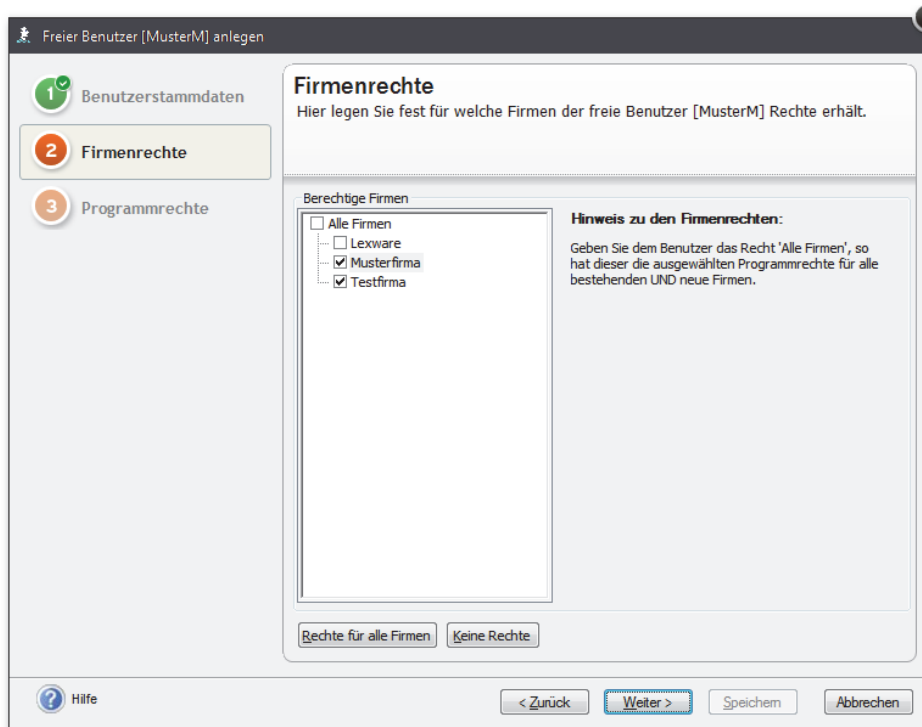 Freier Benutzer [MusterM] anlegen
1 Benutzerstammdaten
2 Firmenrechte
3 Programmrechte
Firmenrechte
Hier legen Sie fest für welche Firmen der freie Benutzer [MusterM] Rechte erhält.
Berechtige Firmen
Alle Firmen
Lexware
Musterfirma
Testfirma
Hinweis zu den Firmenrechten:
Geben Sie dem Benutzer das Recht 'Alle Firmen', so
hat dieser die ausgewählten Programmrechte für alle
bestehenden UND neue Firmen.
Rechte für alle Firmen Keine Rechte
? Hilfe
< Zurück Weiter > Speichern Abbrechen